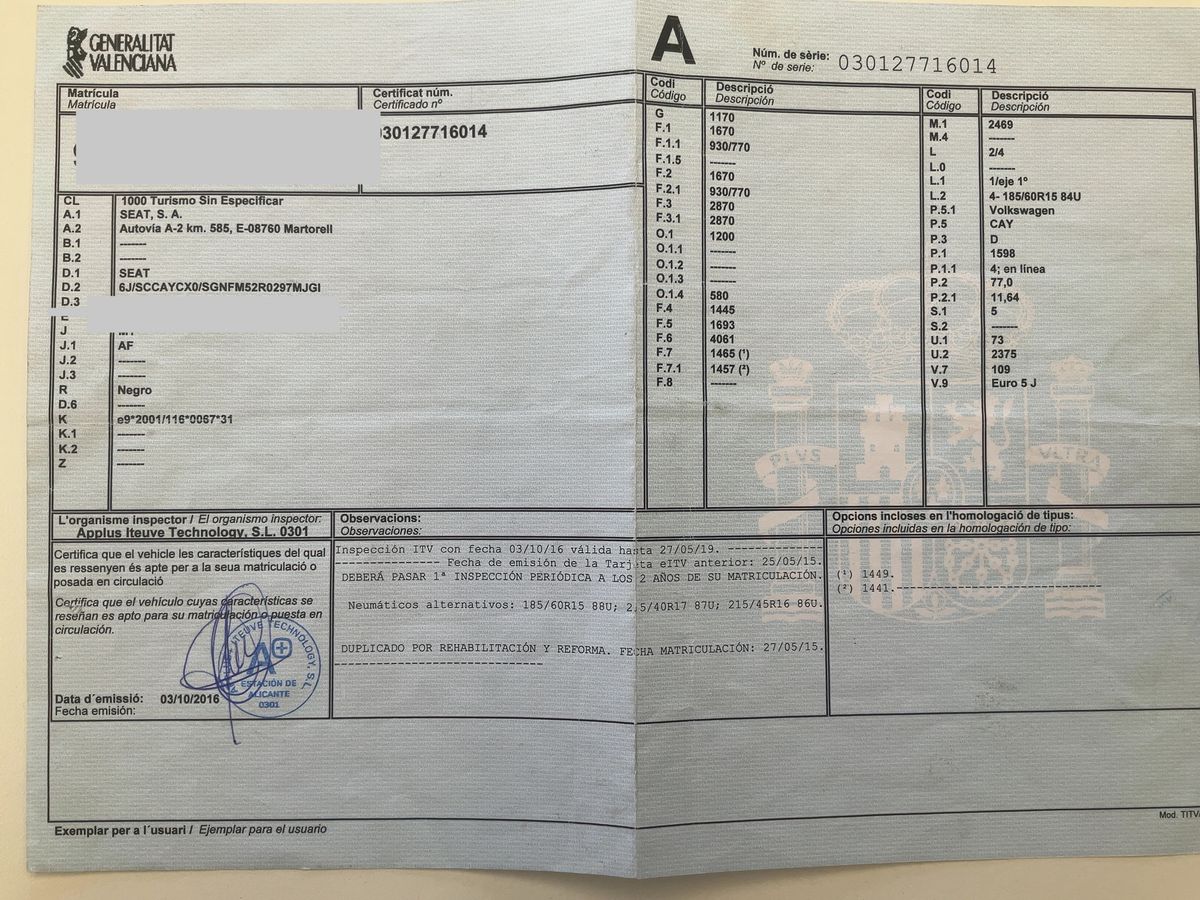 GENERALITAT
VALENCIANA
A
Núm. de sèrie:
Nº de serie: 030127716014
Matrícula
Matrícula
Certificat núm.
Certificado nº
30127716014
CL 1000 Turismo Sin Especificar
A.1 SEAT, S. A.
A.2 Autovía A-2 km. 585, E-08760 Martorell
B.1 -------
B.2 -------
D.1 SEAT
D.2 6J/SCCAYCX0/SGNFM52R0297MJGI
D.3
E
J M1
J.1 AF
J.2 -------
J.3 -------
R Negro
D.6 -------
K e9*2001/116*0067*31
K.1 -------
K.2 -------
Z -------
Codi Descripció
Código Descripción
G 1170
F.1 1670
F.1.1 930/770
F.1.5 -------
F.2 1670
F.2.1 930/770
F.3 2870
F.3.1 2870
O.1 1200
O.1.1 -------
O.1.2 -------
O.1.3 -------
O.1.4 580
F.4 1445
F.5 1693
F.6 4061
F.7 1465 (¹)
F.7.1 1457 (²)
F.8 -------
Codi Descripció
Código Descripción
M.1 2469
M.4 -------
L 2/4
L.0 -------
L.1 1/eje 1º
L.2 4- 185/60R15 84U
P.5.1 Volkswagen
P.5 CAY
P.3 D
P.1 1598
P.1.1 4; en línea
P.2 77,0
P.2.1 11,64
S.1 5
S.2 -------
U.1 73
U.2 2375
V.7 109
V.9 Euro 5 J
PLVS
VLTRA
L'organisme inspector / El organismo inspector:
Applus Iteuve Technology, S.L. 0301
Certifica que el vehicle les característiques del qual
es ressenyen és apte per a la seua matriculació o
posada en circulació
Certifica que el vehículo cuyas características se
reseñan es apto para su matriculación o puesta en
circulación.
ITEUVE TECHNOLOGY, S.L.
A+
ESTACIÓN DE
ALICANTE
0301
Data d´emissió: 03/10/2016
Fecha emisión:
Observacions:
Observaciones:
Inspección ITV con fecha 03/10/16 válida hasta 27/05/19. --------------
--------------- Fecha de emisión de la Tarjeta eITV anterior: 25/05/15.
DEBERÁ PASAR 1ª INSPECCIÓN PERIÓDICA A LOS 2 AÑOS DE SU MATRICULACIÓN.
Neumáticos alternativos: 185/60R15 88U; 2.5/40R17 87U; 215/45R16 86U.
DUPLICADO POR REHABILITACIÓN Y REFORMA. FECHA MATRICULACIÓN: 27/05/15.
------------------------------
Opcions incloses en l'homologació de tipus:
Opciones incluidas en la homologación de tipo:
(¹) 1449.
(²) 1441.-----------------------------
Exemplar per a l´usuari / Ejemplar para el usuario
Mod. TITV